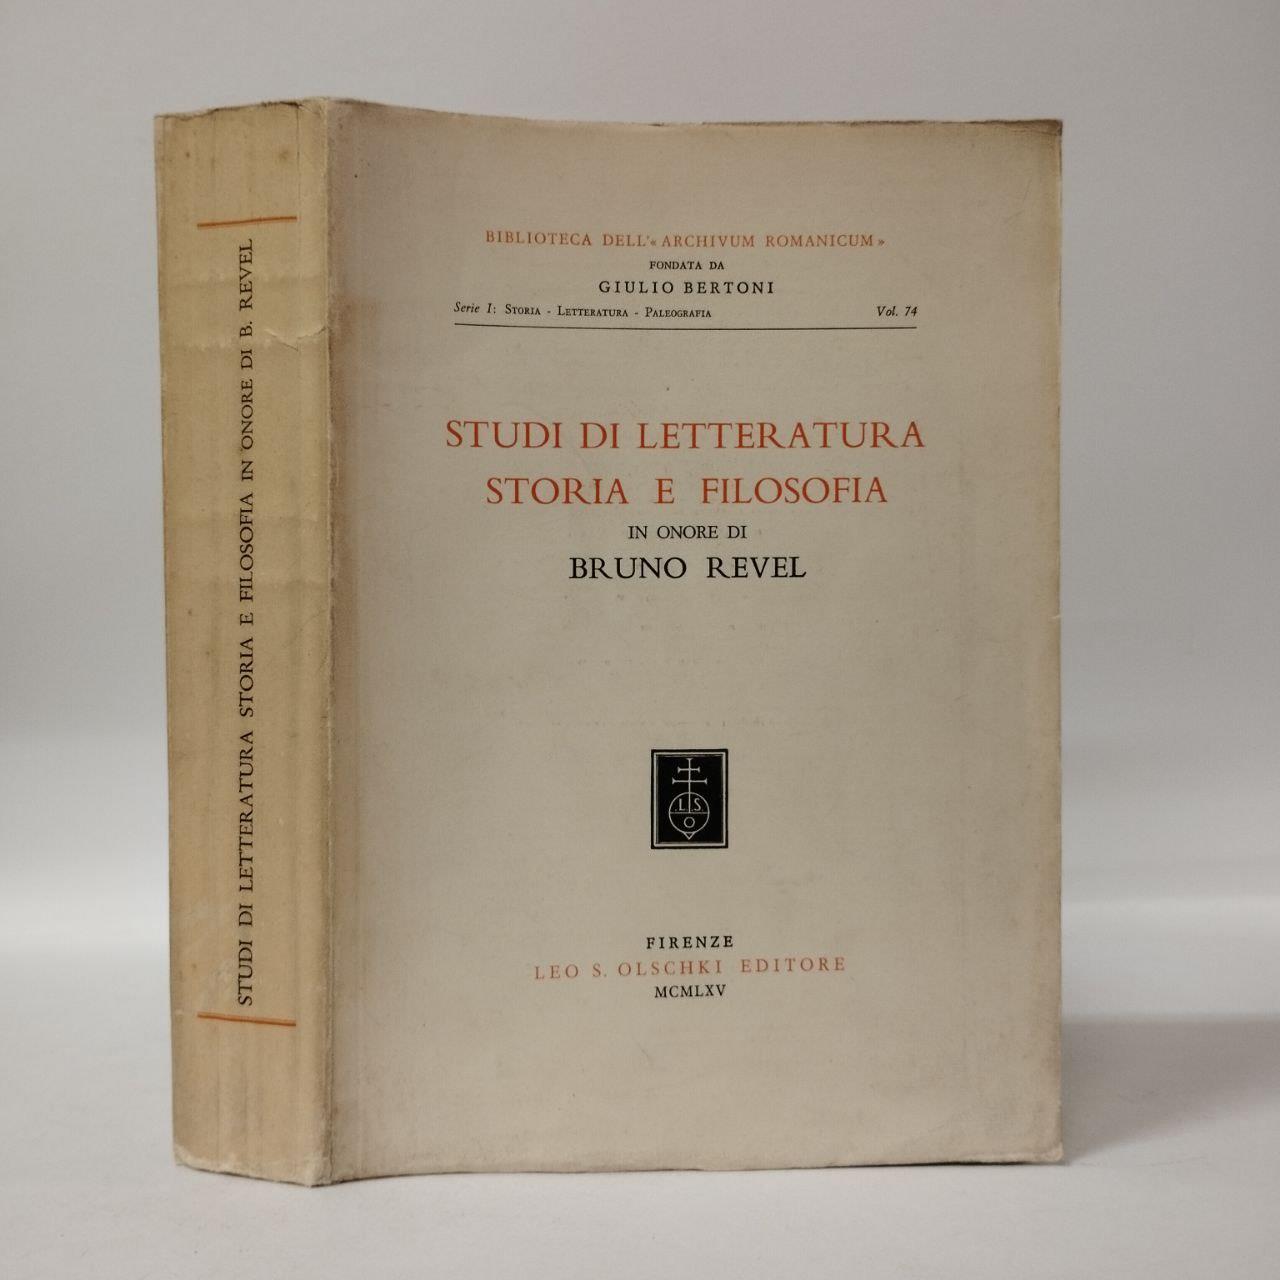 STUDI DI LETTERATURA STORIA E FILOSOFIA IN ONORE DI B. REVEL
BIBLIOTECA DELL'« ARCHIVUM ROMANICUM »
FONDATA DA
GIULIO BERTONI
Serie I: STORIA - LETTERATURA - PALEOGRAFIA Vol. 74
STUDI DI LETTERATURA
STORIA E FILOSOFIA
IN ONORE DI
BRUNO REVEL
.L.S.
O
FIRENZE
LEO S. OLSCHKI EDITORE
MCMLXV